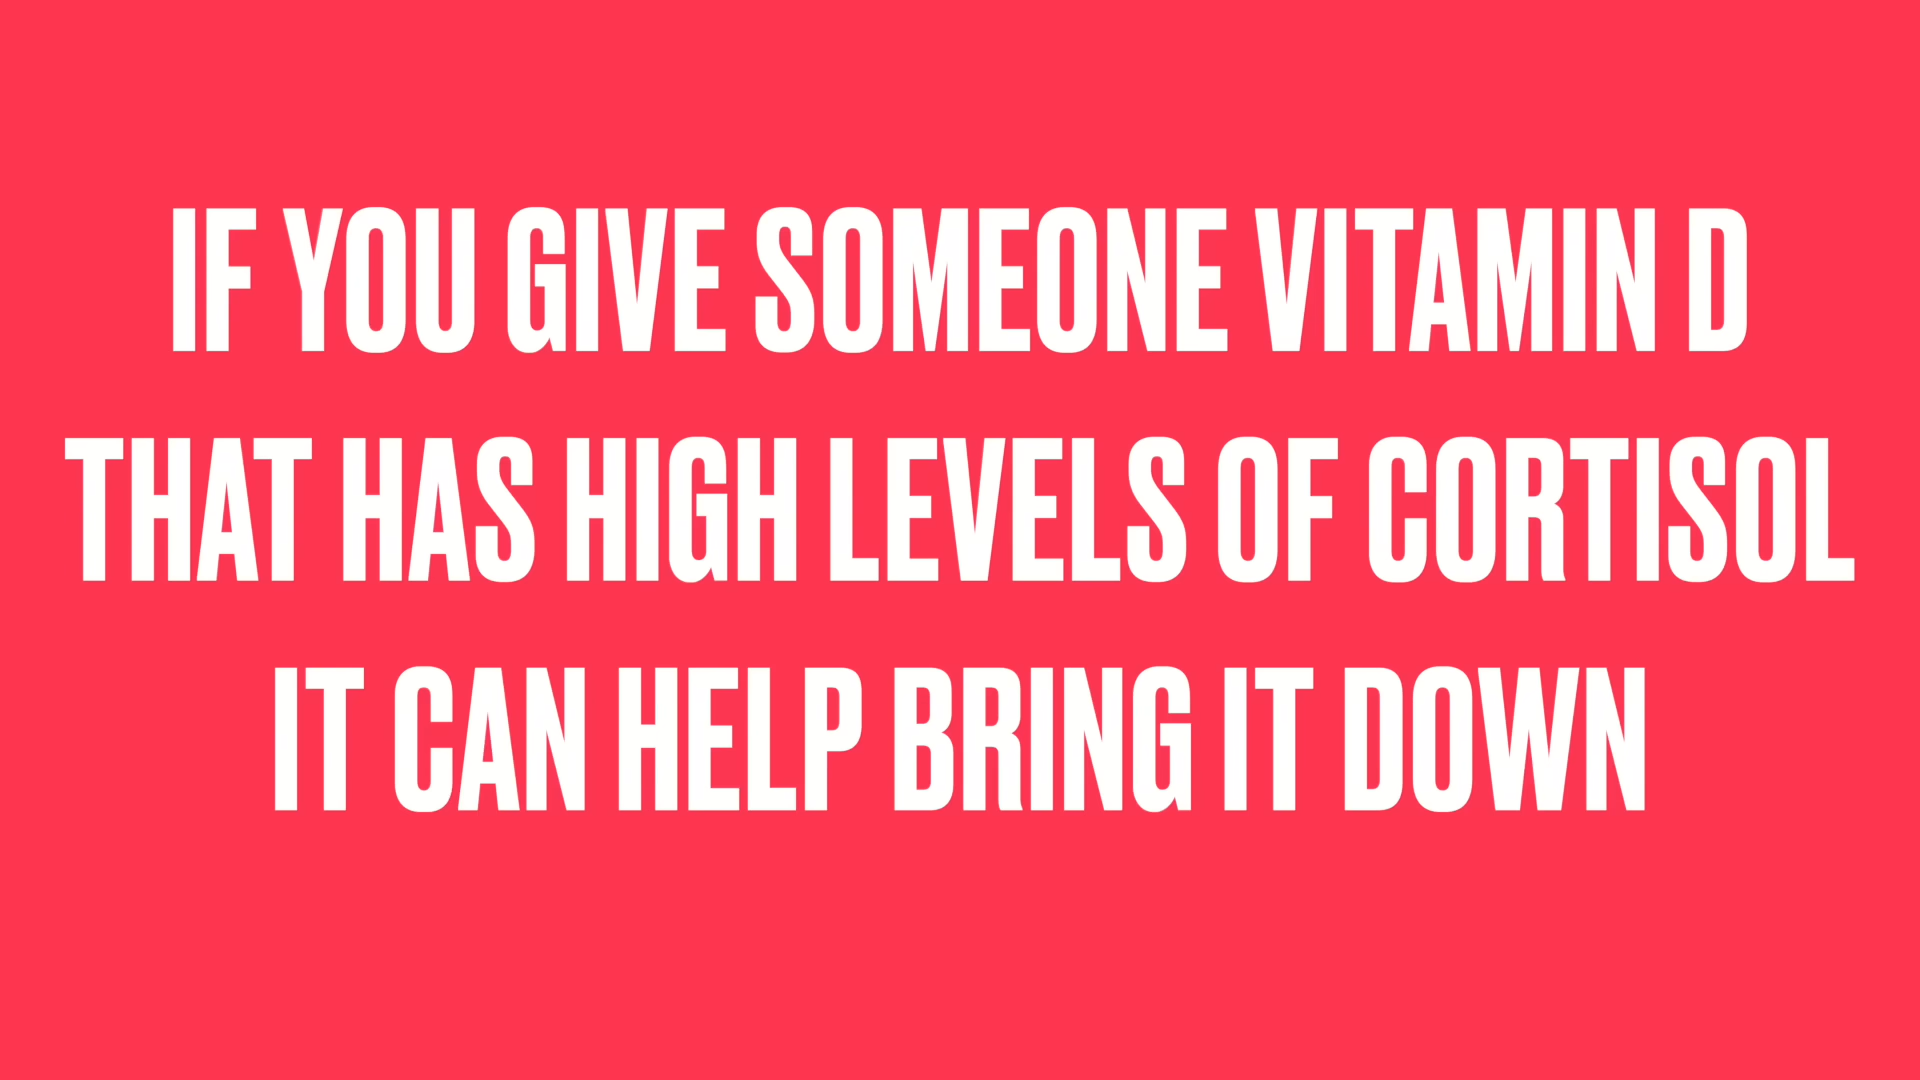 IF YOU GIVE SOMEONE VITAMIN D
THAT HAS HIGH LEVELS OF CORTISOL
IT CAN HELP BRING IT DOWN